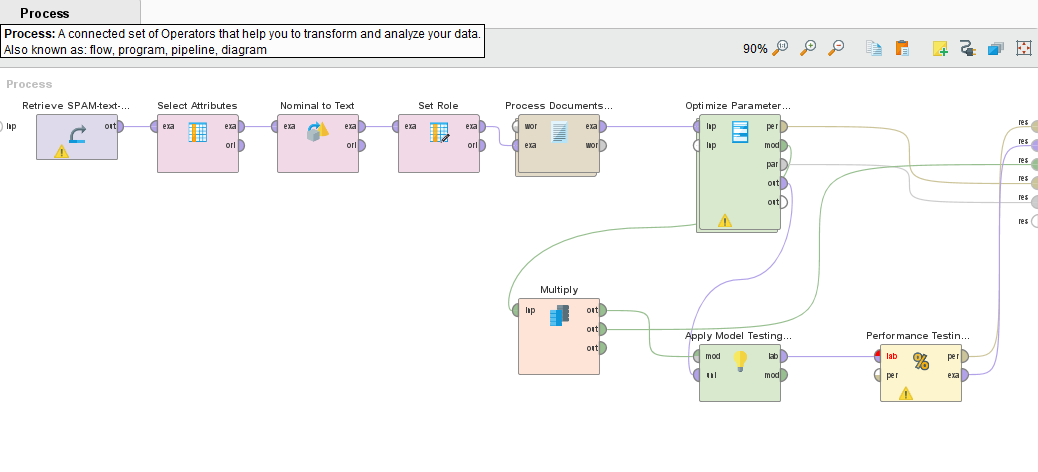 Process
Process: A connected set of Operators that help you to transform and analyze your data.
Also known as: flow, program, pipeline, diagram
90%
Process
Retrieve SPAM-text-...
Select Attributes
Nominal to Text
Set Role
Process Documents...
Optimize Parameter...
inp
out
exa
exa
ori
exa
exa
ori
exa
exa
ori
wor
exa
exa
wor
inp
per
inp
mod
par
out
out
res
res
res
res
res
res
Multiply
inp
out
out
out
Apply Model Testing...
mod
lab
unl
mod
Performance Testin...
lab
per
per
exa